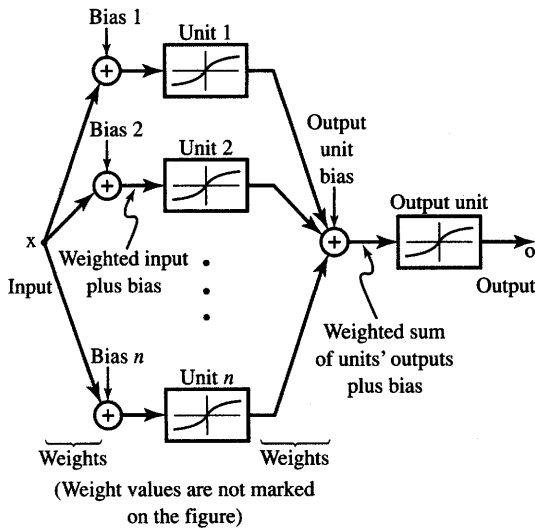 Bias 1
Unit 1
Bias 2
Unit 2
Output
unit
bias
Output unit
x
Input
Weighted input
plus bias
o
Output
Weighted sum
of units' outputs
plus bias
Bias n
Unit n
Weights
Weights
(Weight values are not marked
on the figure)